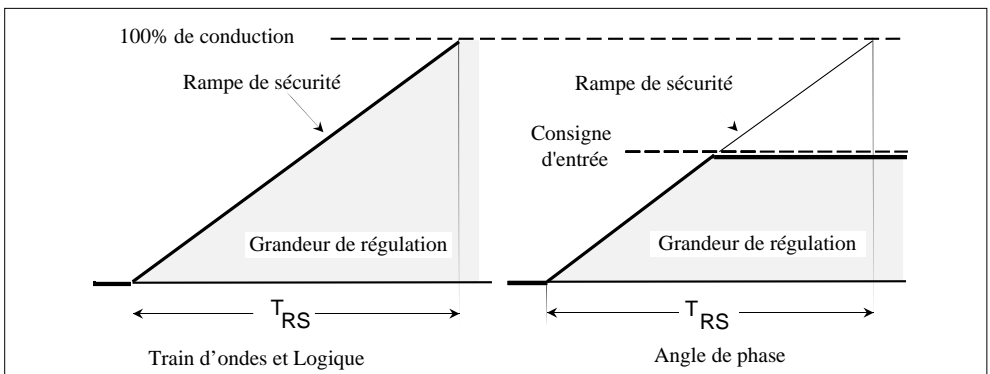 100% de conduction
Rampe de sécurité
Grandeur de régulation
TRS
Train d’ondes et Logique
Rampe de sécurité
Consigne
d'entrée
Grandeur de régulation
TRS
Angle de phase